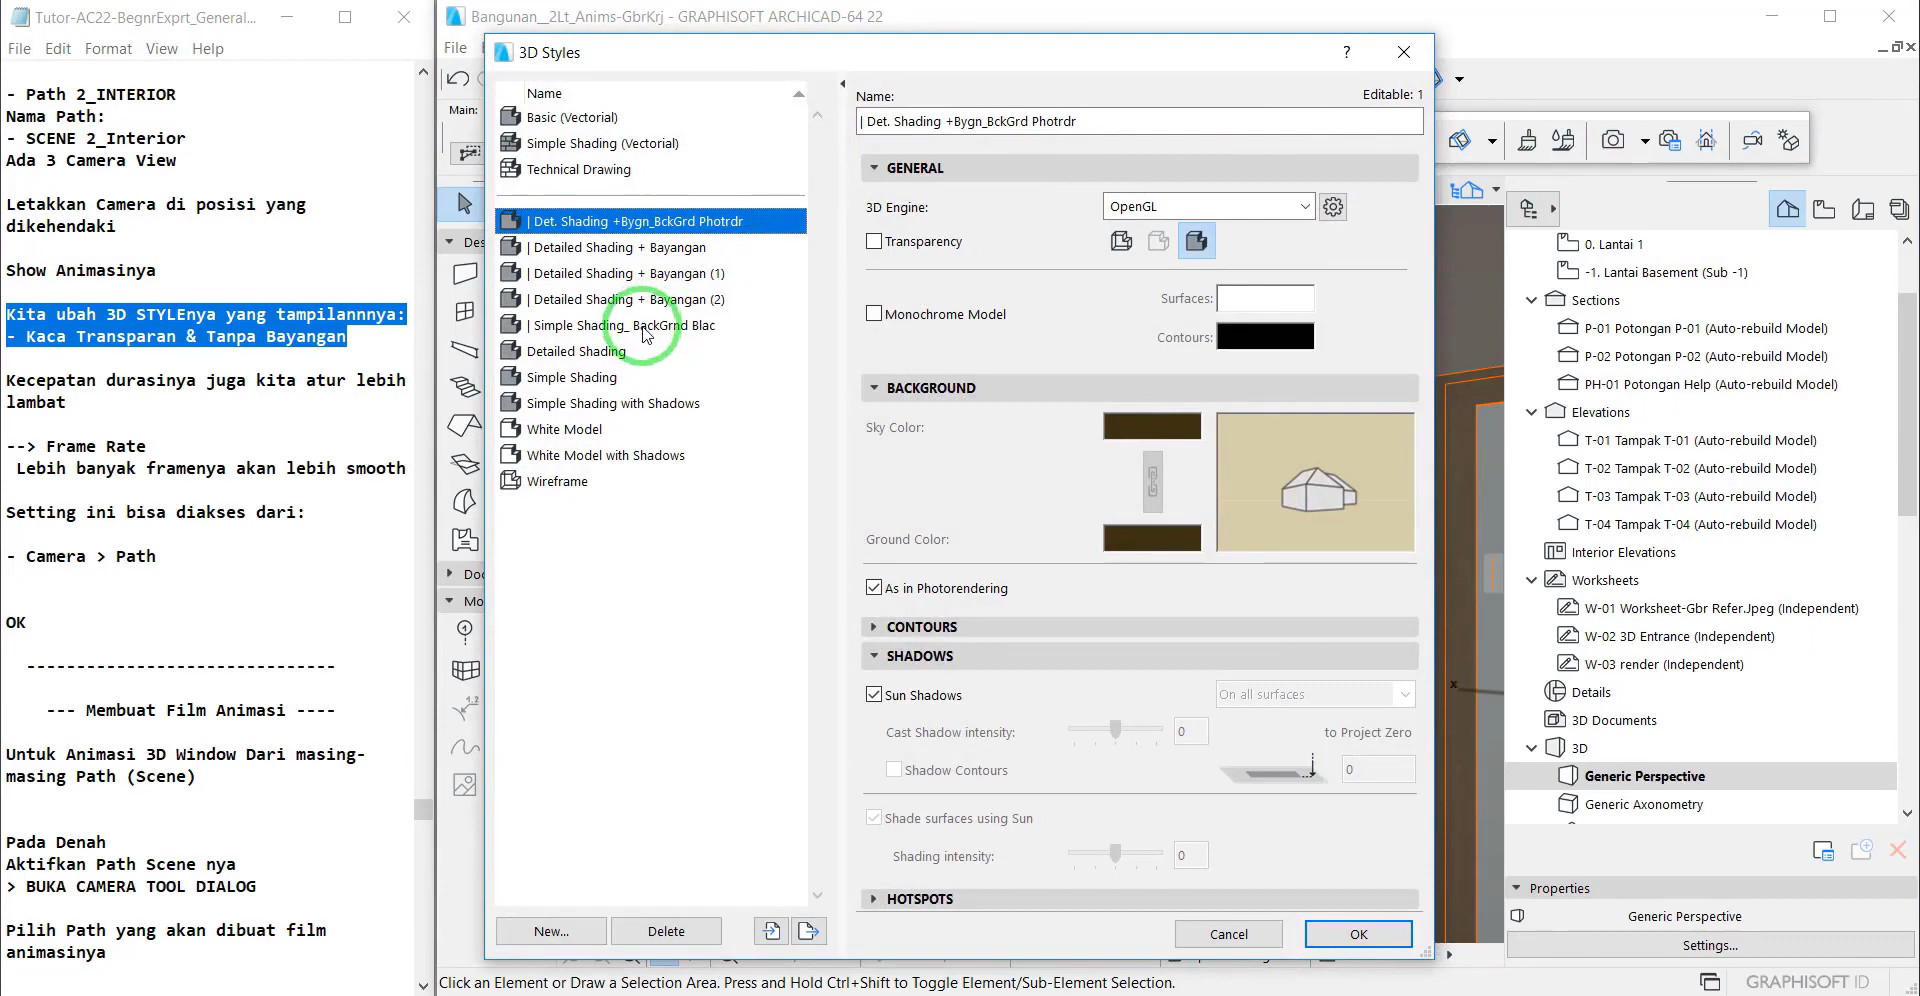 Tutor-AC22-BegnrExprt_General...
File Edit Format View Help
- Path 2_INTERIOR
Nama Path:
- SCENE 2_Interior
Ada 3 Camera View
Letakkan Camera di posisi yang
dikehendaki
Show Animasinya
Kita ubah 3D STYLEnya yang tampilannnya:
- Kaca Transparan & Tanpa Bayangan
Kecepatan durasinya juga kita atur lebih
lambat
--> Frame Rate
Lebih banyak framenya akan lebih smooth
Setting ini bisa diakses dari:
- Camera > Path
OK
-------------------------------
--- Membuat Film Animasi ----
Untuk Animasi 3D Window Dari masing-
masing Path (Scene)
Pada Denah
Aktifkan Path Scene nya
> BUKA CAMERA TOOL DIALOG
Pilih Path yang akan dibuat film
animasinya
Bangunan__2Lt_Anims-GbrKrj - GRAPHISOFT ARCHICAD-64 22
File
Main:
Des
Doc
Mo
1.2
3D Styles
?
Name
Basic (Vectorial)
Simple Shading (Vectorial)
Technical Drawing
| Det. Shading +Bygn_BckGrd Photrdr
| Detailed Shading + Bayangan
| Detailed Shading + Bayangan (1)
| Detailed Shading + Bayangan (2)
| Simple Shading_ BackGrnd Blac
Detailed Shading
Simple Shading
Simple Shading with Shadows
White Model
White Model with Shadows
Wireframe
New...
Delete
Name:
Editable: 1
| Det. Shading +Bygn_BckGrd Photrdr
GENERAL
3D Engine:
OpenGL
Transparency
Monochrome Model
Surfaces:
Contours:
BACKGROUND
Sky Color:
Ground Color:
As in Photorendering
CONTOURS
SHADOWS
Sun Shadows
On all surfaces
Cast Shadow intensity:
0
to Project Zero
Shadow Contours
0
Shade surfaces using Sun
Shading intensity:
0
HOTSPOTS
Cancel
OK
0. Lantai 1
-1. Lantai Basement (Sub -1)
Sections
P-01 Potongan P-01 (Auto-rebuild Model)
P-02 Potongan P-02 (Auto-rebuild Model)
PH-01 Potongan Help (Auto-rebuild Model)
Elevations
T-01 Tampak T-01 (Auto-rebuild Model)
T-02 Tampak T-02 (Auto-rebuild Model)
T-03 Tampak T-03 (Auto-rebuild Model)
T-04 Tampak T-04 (Auto-rebuild Model)
Interior Elevations
Worksheets
W-01 Worksheet-Gbr Refer.Jpeg (Independent)
W-02 3D Entrance (Independent)
W-03 render (Independent)
Details
3D Documents
3D
Generic Perspective
Generic Axonometry
Properties
Generic Perspective
Settings...
Click an Element or Draw a Selection Area. Press and Hold Ctrl+Shift to Toggle Element/Sub-Element Selection.
GRAPHISOFT ID